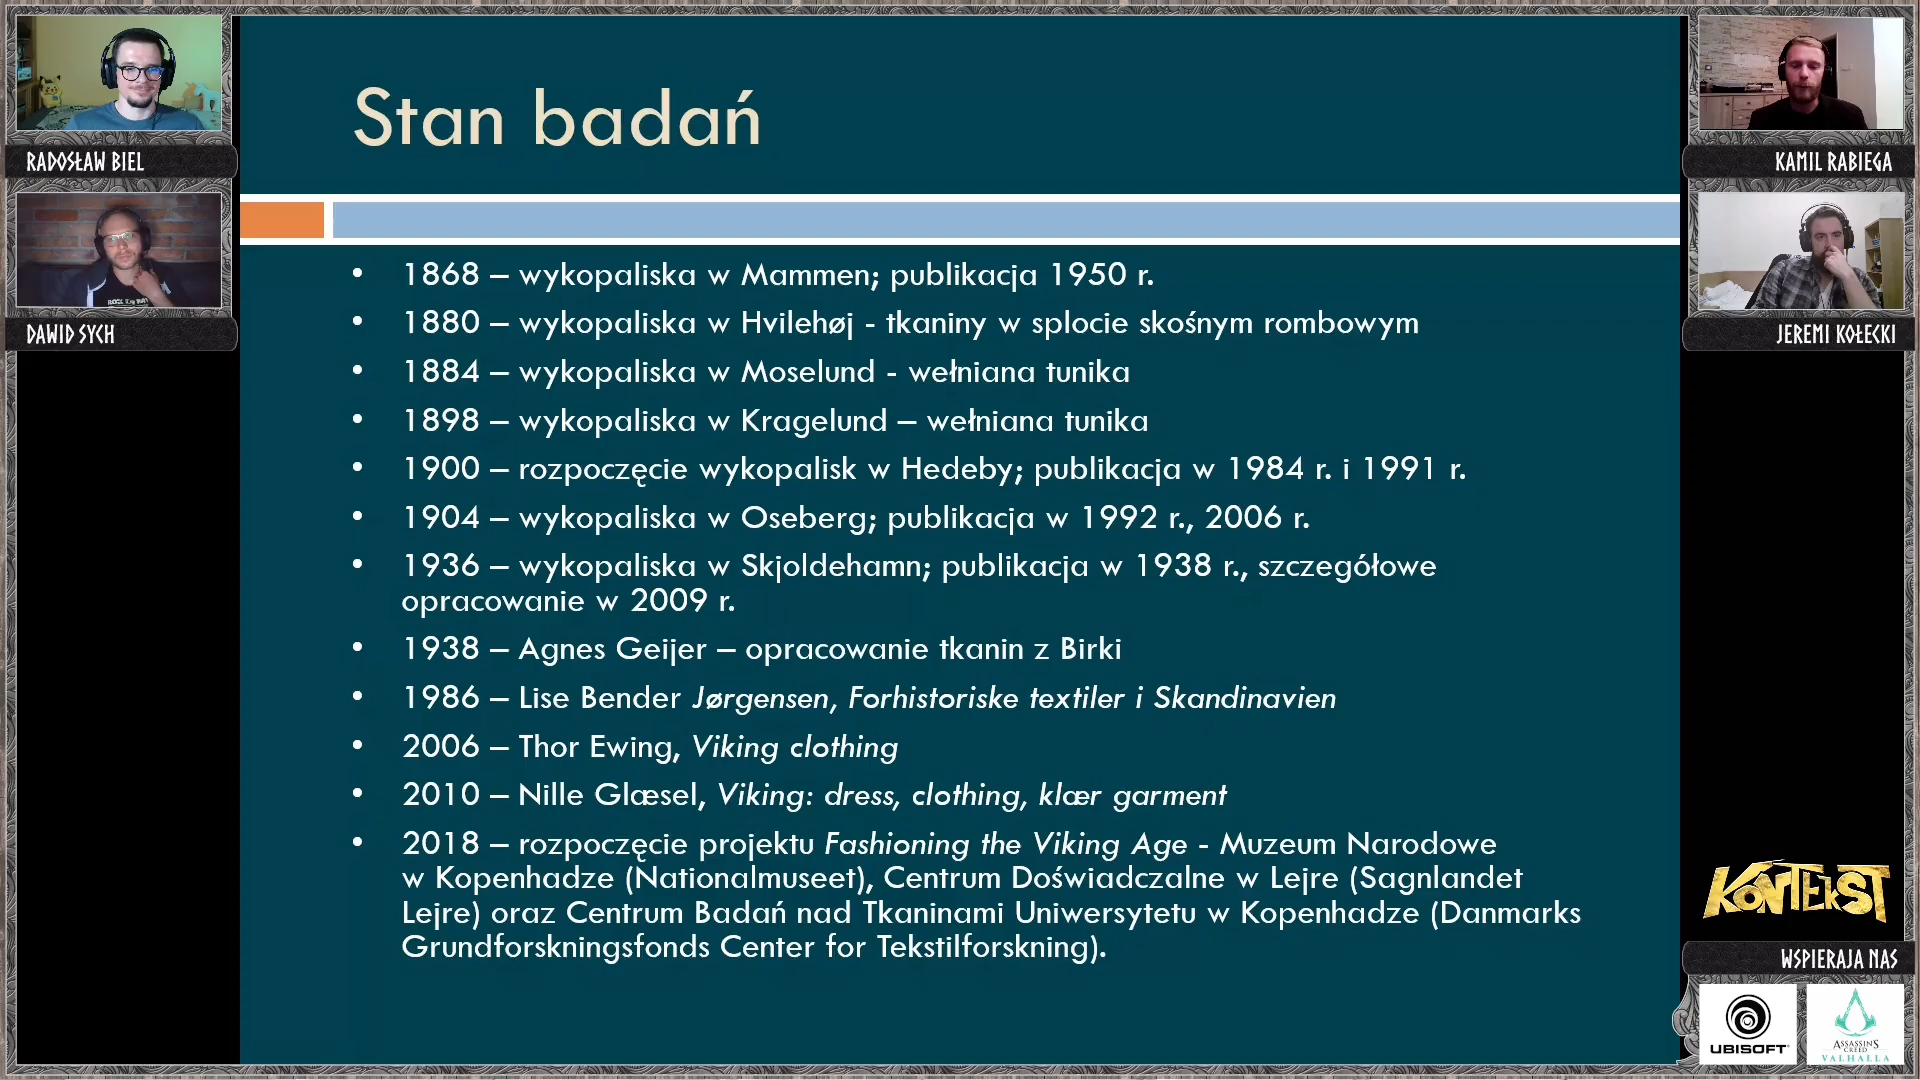 RADOSŁAW BIEL
DAWID SYCH
Stan badań
• 1868 – wykopaliska w Mammen; publikacja 1950 r.
• 1880 – wykopaliska w Hvilehøj - tkaniny w splocie skośnym rombowym
• 1884 – wykopaliska w Moselund - wełniana tunika
• 1898 – wykopaliska w Kragelund – wełniana tunika
• 1900 – rozpoczęcie wykopalisk w Hedeby; publikacja w 1984 r. i 1991 r.
• 1904 – wykopaliska w Oseberg; publikacja w 1992 r., 2006 r.
• 1936 – wykopaliska w Skjoldehamn; publikacja w 1938 r., szczegółowe
opracowanie w 2009 r.
• 1938 – Agnes Geijer – opracowanie tkanin z Birki
• 1986 – Lise Bender Jørgensen, Forhistoriske textiler i Skandinavien
• 2006 – Thor Ewing, Viking clothing
• 2010 – Nille Glæsel, Viking: dress, clothing, klær garment
• 2018 – rozpoczęcie projektu Fashioning the Viking Age - Muzeum Narodowe
w Kopenhadze (Nationalmuseet), Centrum Doświadczalne w Lejre (Sagnlandet
Lejre) oraz Centrum Badań nad Tkaninami Uniwersytetu w Kopenhadze (Danmarks
Grundforskningsfonds Center for Tekstilforskning).
KAMIL RABIEGA
JEREMI KOŁECKI
KONTEKST
WSPIERAJA NAS
UBISOFT
ASSASSIN'S
CREED
VALHALLA